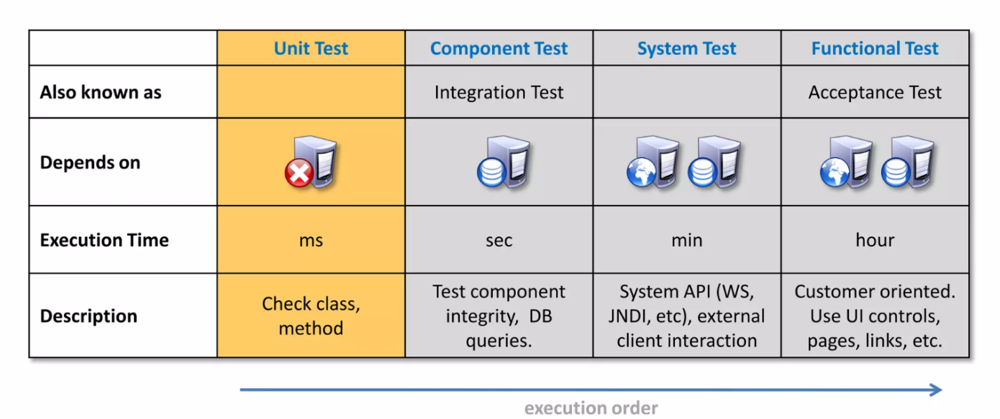 Unit Test
Component Test
System Test
Functional Test
Also known as
Integration Test
Acceptance Test
Depends on
Execution Time
ms
sec
min
hour
Description
Check class,
method
Test component
integrity, DB
queries.
System API (WS,
JNDI, etc), external
client interaction
Customer oriented.
Use UI controls,
pages, links, etc.
execution order